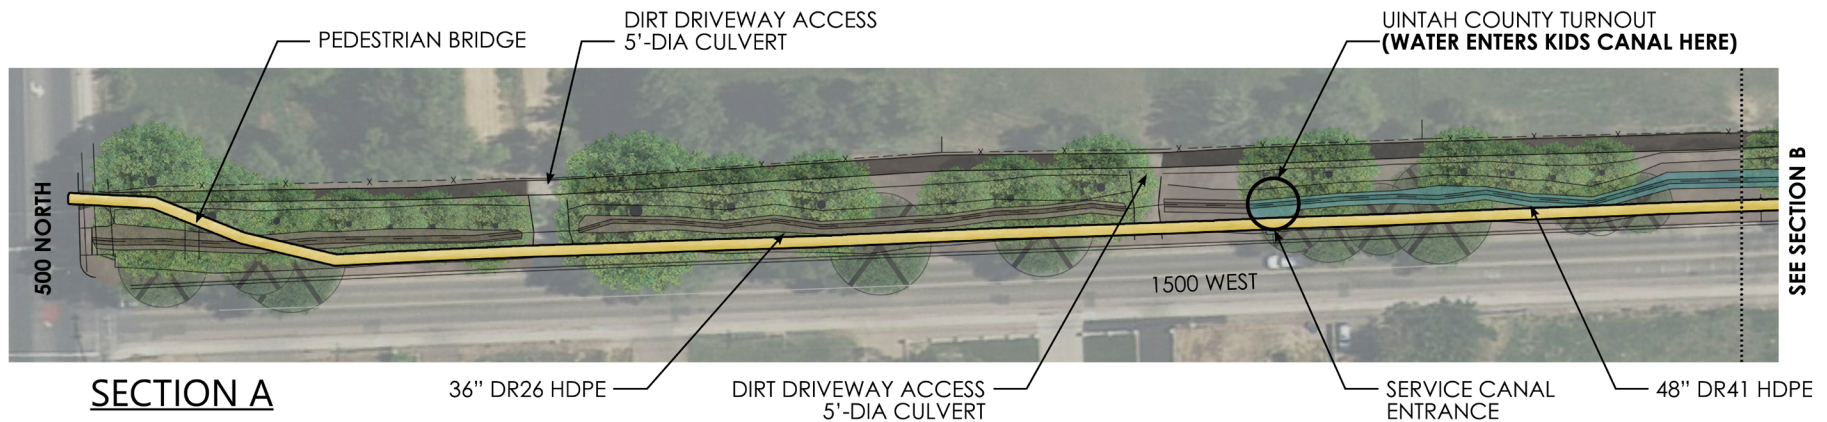 PEDESTRIAN BRIDGE
DIRT DRIVEWAY ACCESS
5’-DIA CULVERT
UINTAH COUNTY TURNOUT
(WATER ENTERS KIDS CANAL HERE)
500 NORTH
1500 WEST
SEE SECTION B
SECTION A
36” DR26 HDPE
DIRT DRIVEWAY ACCESS
5’-DIA CULVERT
SERVICE CANAL
ENTRANCE
48” DR41 HDPE